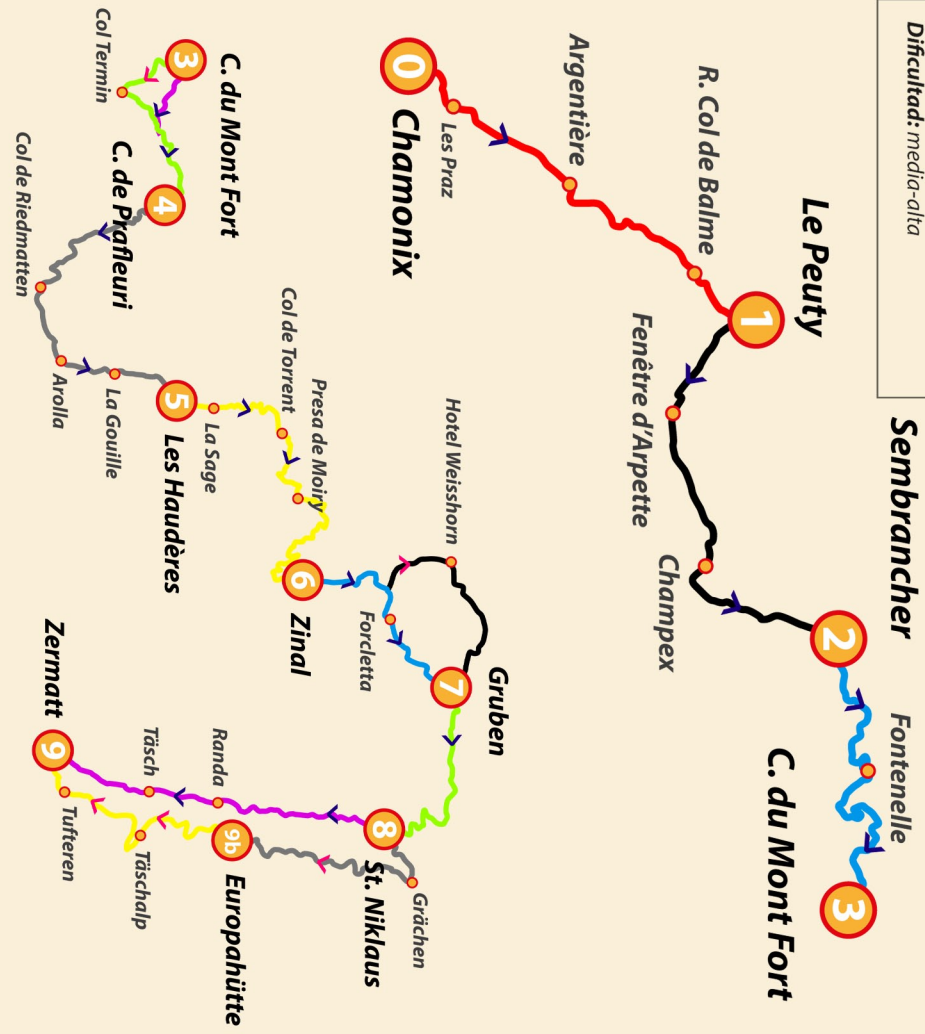 Dificultad: media-alta
0
Chamonix
Les Praz
Argentière
R. Col de Balme
1
Le Peuty
Fenêtre d'Arpette
Champex
2
Sembrancher
Fontenelle
3
C. du Mont Fort
3
C. du Mont Fort
Col Termin
4
C. de Prafleuri
Col de Riedmatten
Arolla
La Gouille
5
Les Haudères
La Sage
Col de Torrent
Presa de Moiry
6
Zinal
Forcletta
Hotel Weisshorn
7
Gruben
8
St. Niklaus
Grächen
Randa
Täsch
9b
Europahütte
Täschalp
Tufteren
9
Zermatt